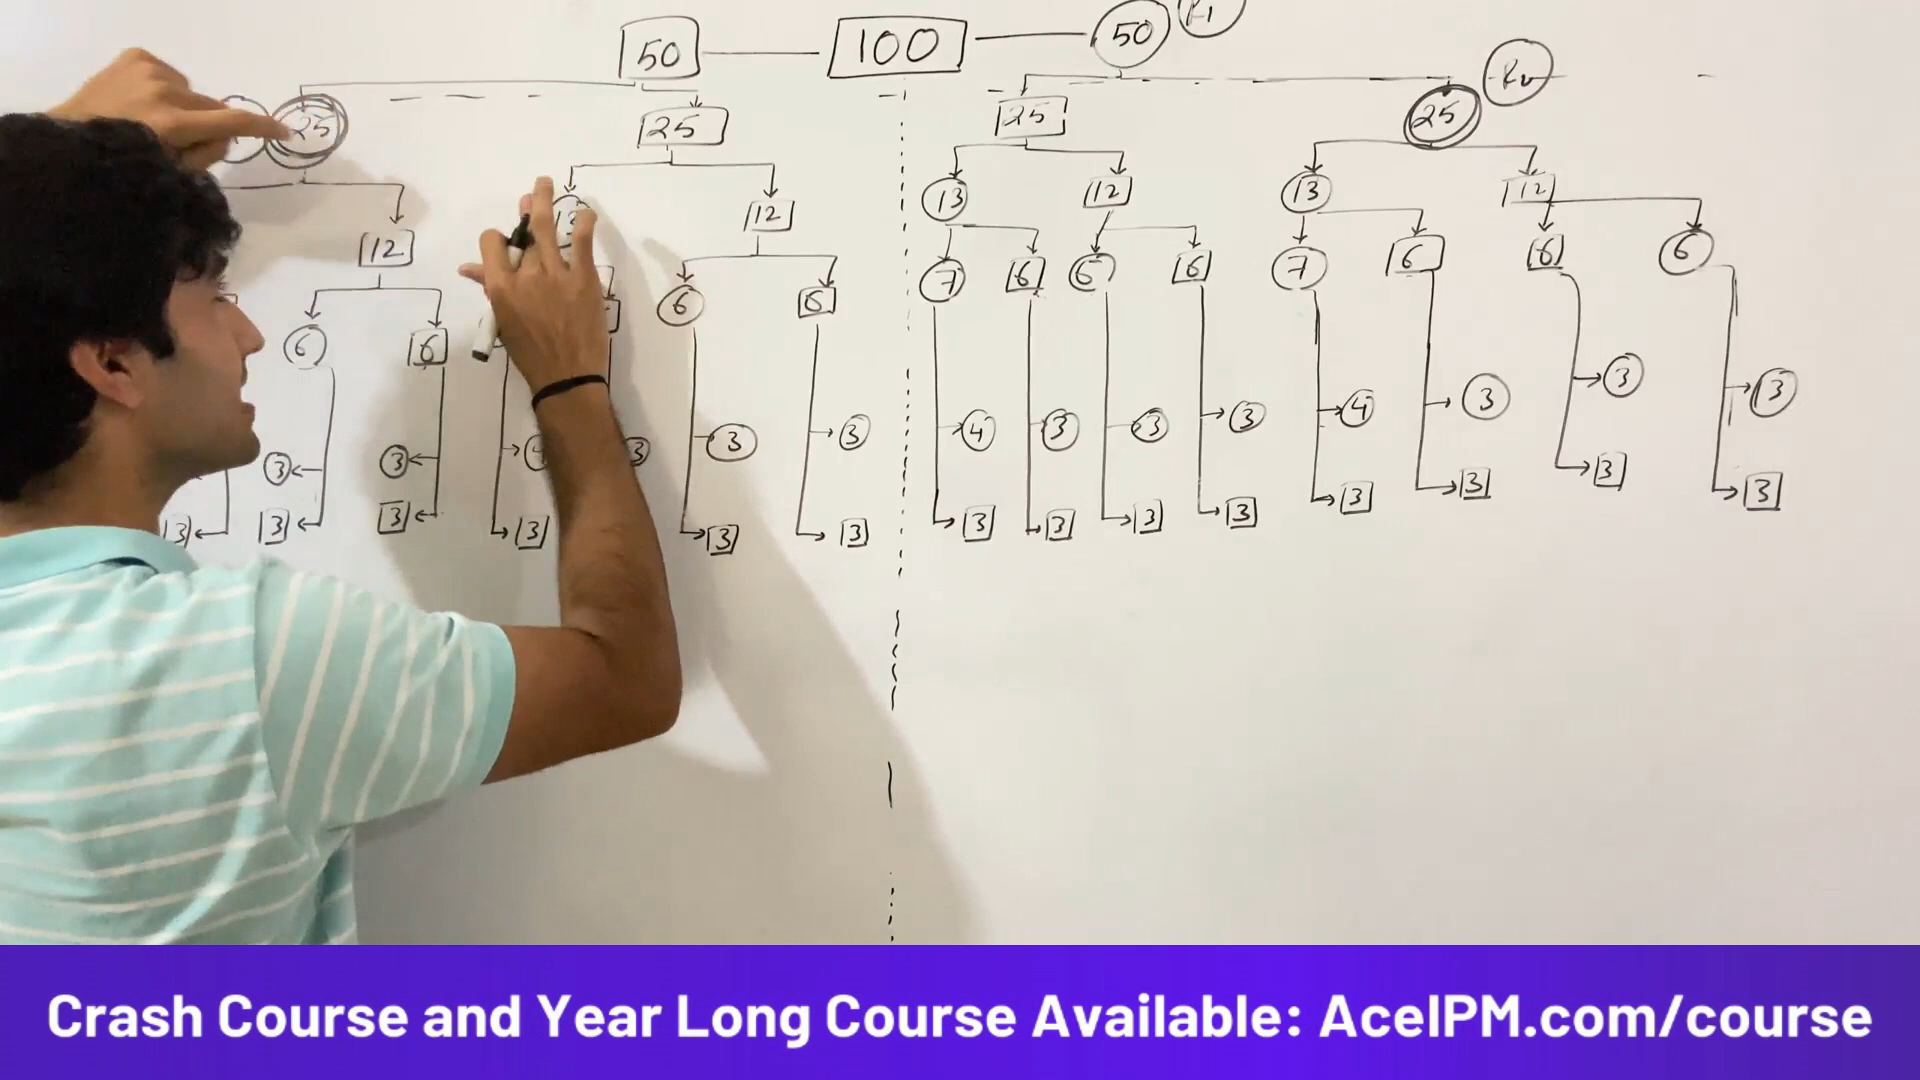 50 100 50
25 25 25 25
12 12 13 12 13 12
6 6 6 6 7 6 6 6 7 6 6 6
3 3 3 3 4 3 3 3 4 3 3 3
3 3 3 3 3 3 3 3 3 3 3 3 3 3
Crash Course and Year Long Course Available: AceIPM.com/course